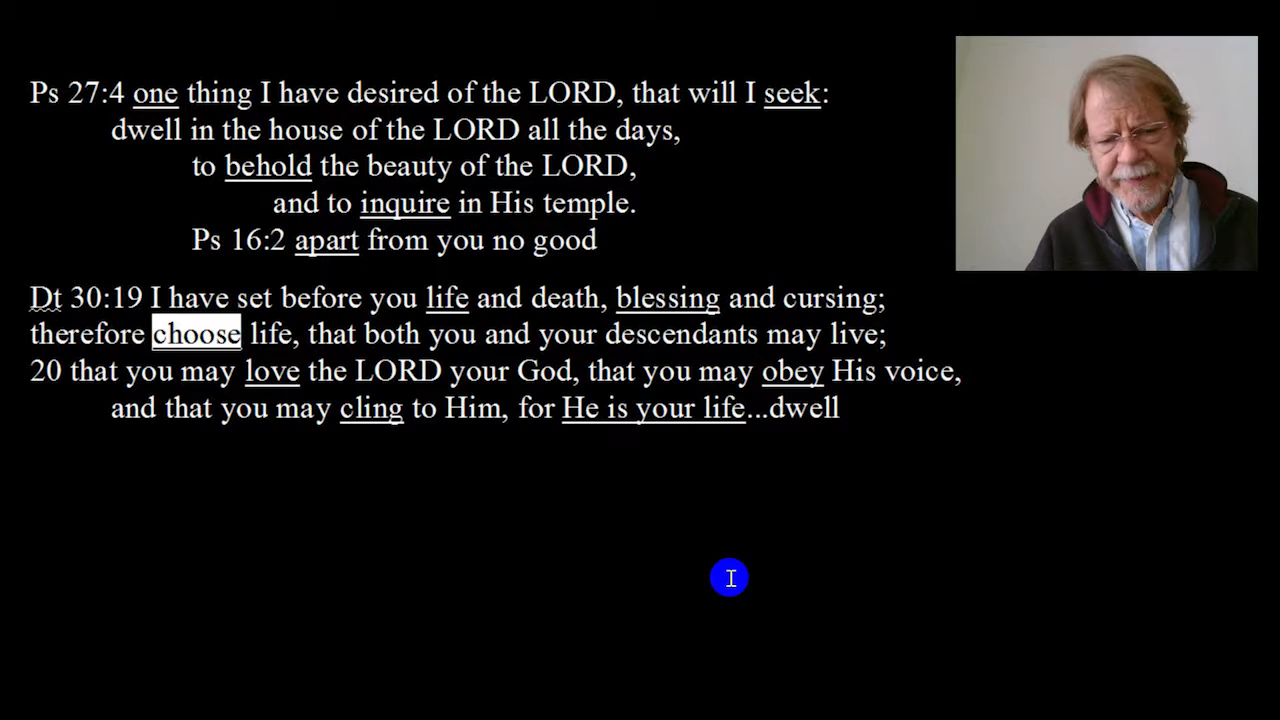 Ps 27:4 one thing I have desired of the LORD, that will I seek:
dwell in the house of the LORD all the days,
to behold the beauty of the LORD,
and to inquire in His temple.
Ps 16:2 apart from you no good
Dt 30:19 I have set before you life and death, blessing and cursing;
therefore choose life, that both you and your descendants may live;
20 that you may love the LORD your God, that you may obey His voice,
and that you may cling to Him, for He is your life...dwell